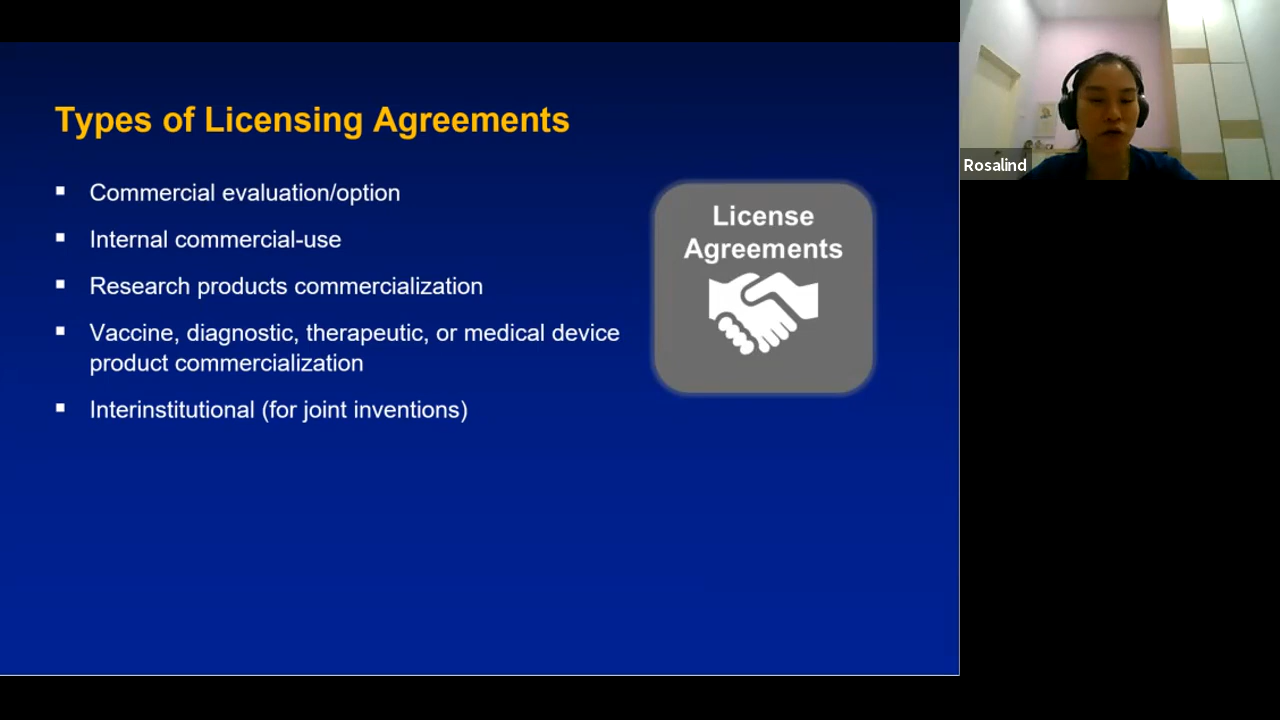 Types of Licensing Agreements
Commercial evaluation/option
Internal commercial-use
Research products commercialization
Vaccine, diagnostic, therapeutic, or medical device
product commercialization
Interinstitutional (for joint inventions)
License
Agreements
Rosalind